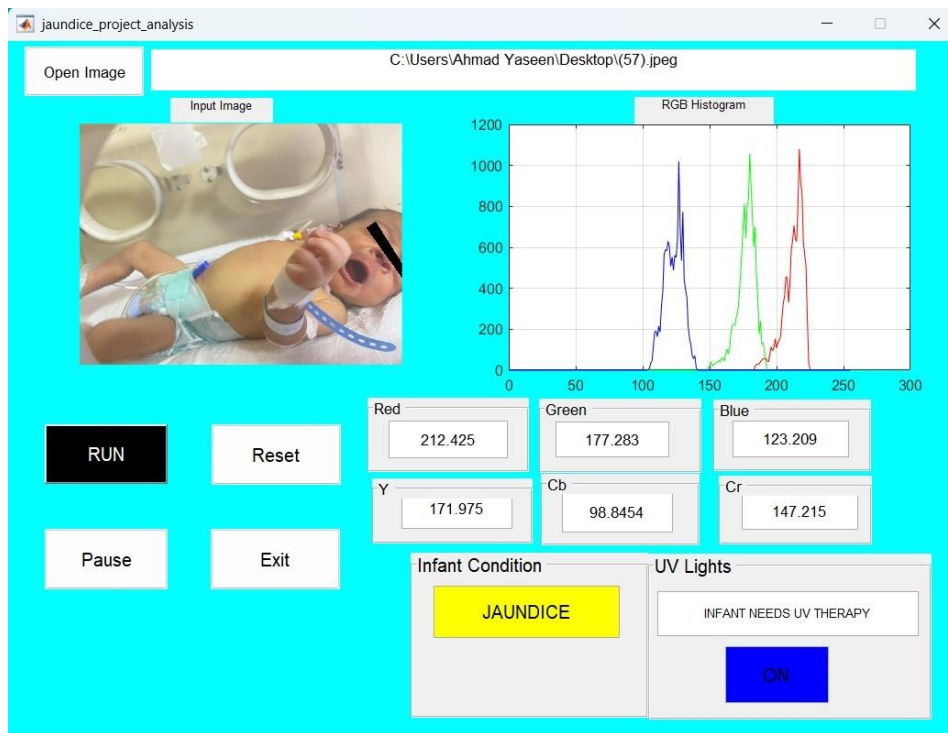 jaundice_project_analysis
Open Image
C:\Users\Ahmad Yaseen\Desktop\(57).jpeg
Input Image
RGB Histogram
1200
1000
800
600
400
200
0
0 50 100 150 200 250 300
Red
Green
Blue
212.425
177.283
123.209
RUN
Reset
Y
Cb
Cr
171.975
98.8454
147.215
Pause
Exit
Infant Condition
UV Lights
JAUNDICE
INFANT NEEDS UV THERAPY
ON